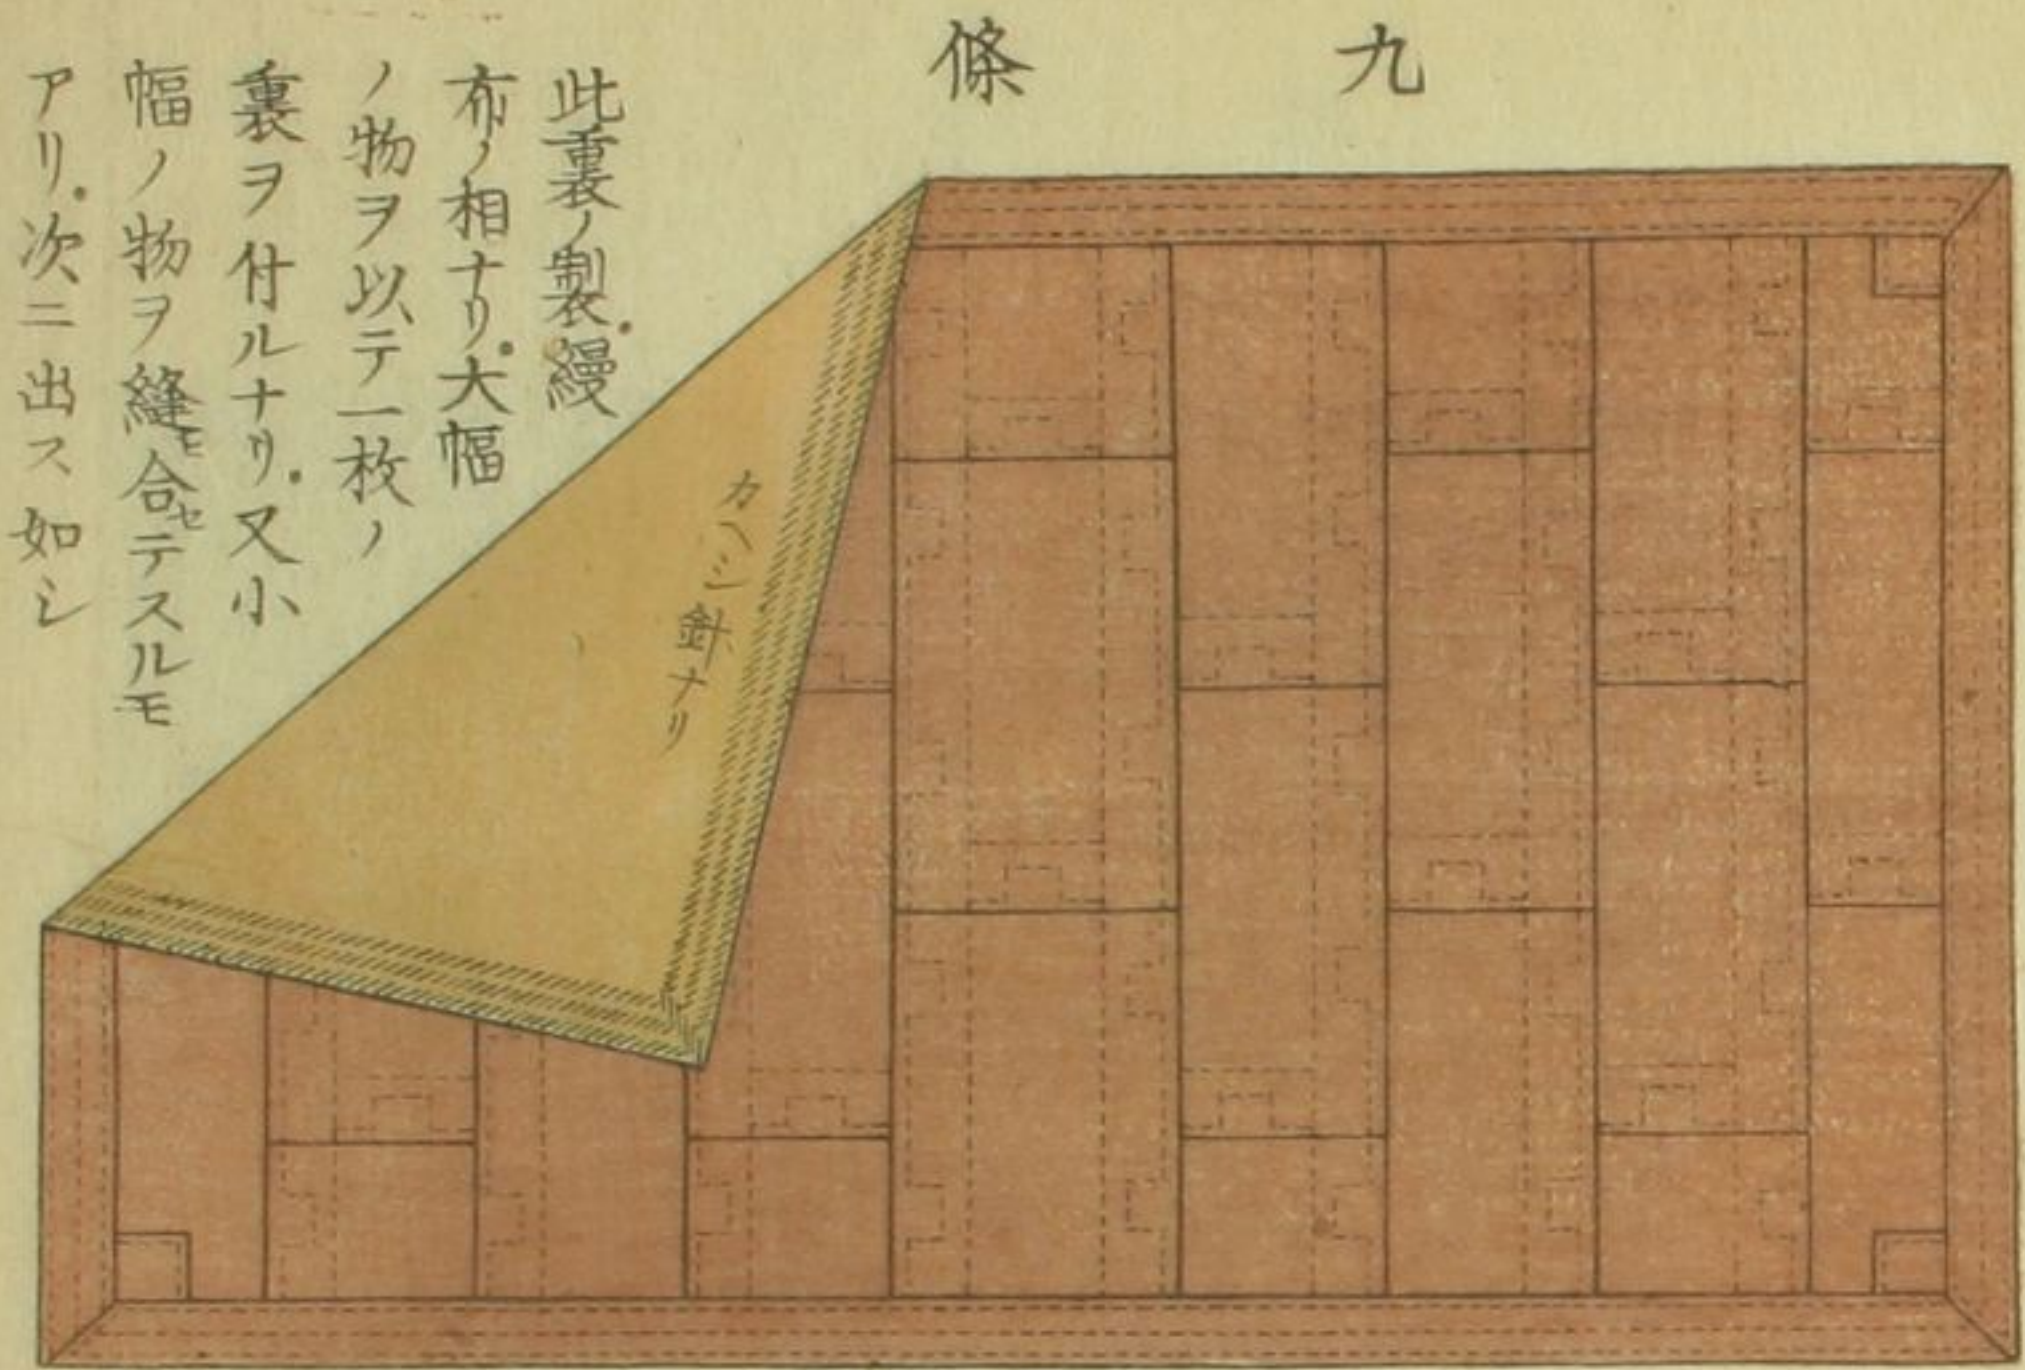 九條
此重裏ノ製.縵
布ノ相ナリ.大幅
ノ物ヲ以テ一枚ノ
裏ヲ付ルナリ.又小
幅ノ物ヲ縫モ合セテスルモ
アリ.次ニ出ス如シ
カヘシ針ナリ